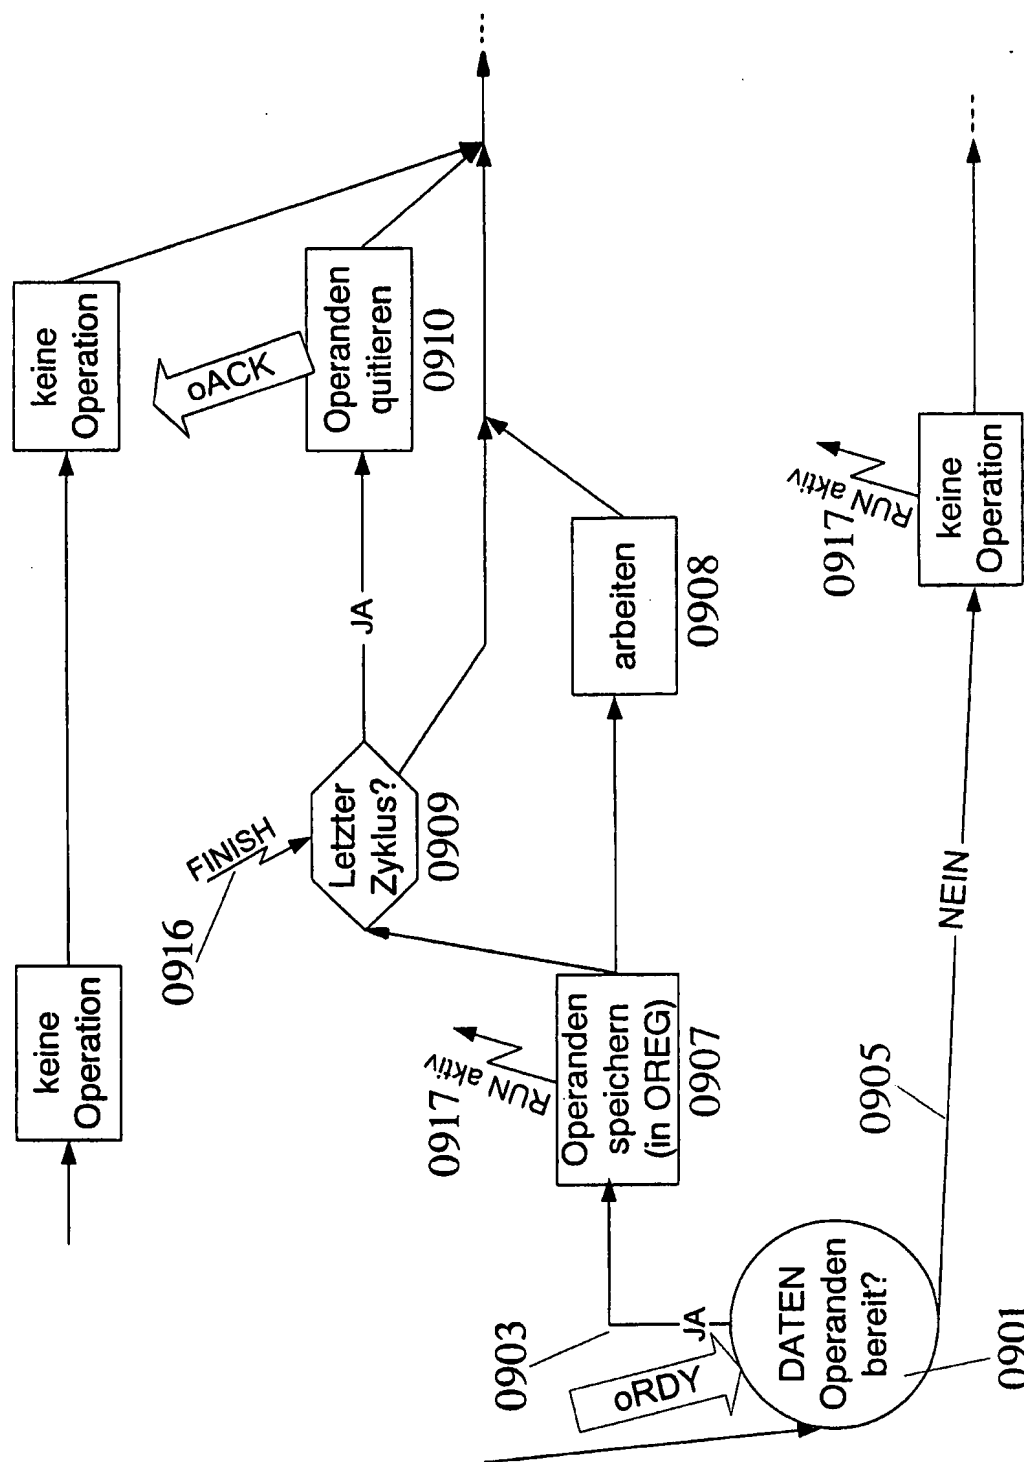 keine
Operation
keine
Operation
0916
FINISH
oACK
Letzter
Zyklus?
0909
JA
Operanden
quitieren
0910
0917
RUN aktiv
0903
oRDY
JA
Operanden
speichern
(in OREG)
0907
arbeiten
0908
DATEN
Operanden
bereit?
0901
0905
NEIN
0917
RUN aktiv
keine
Operation